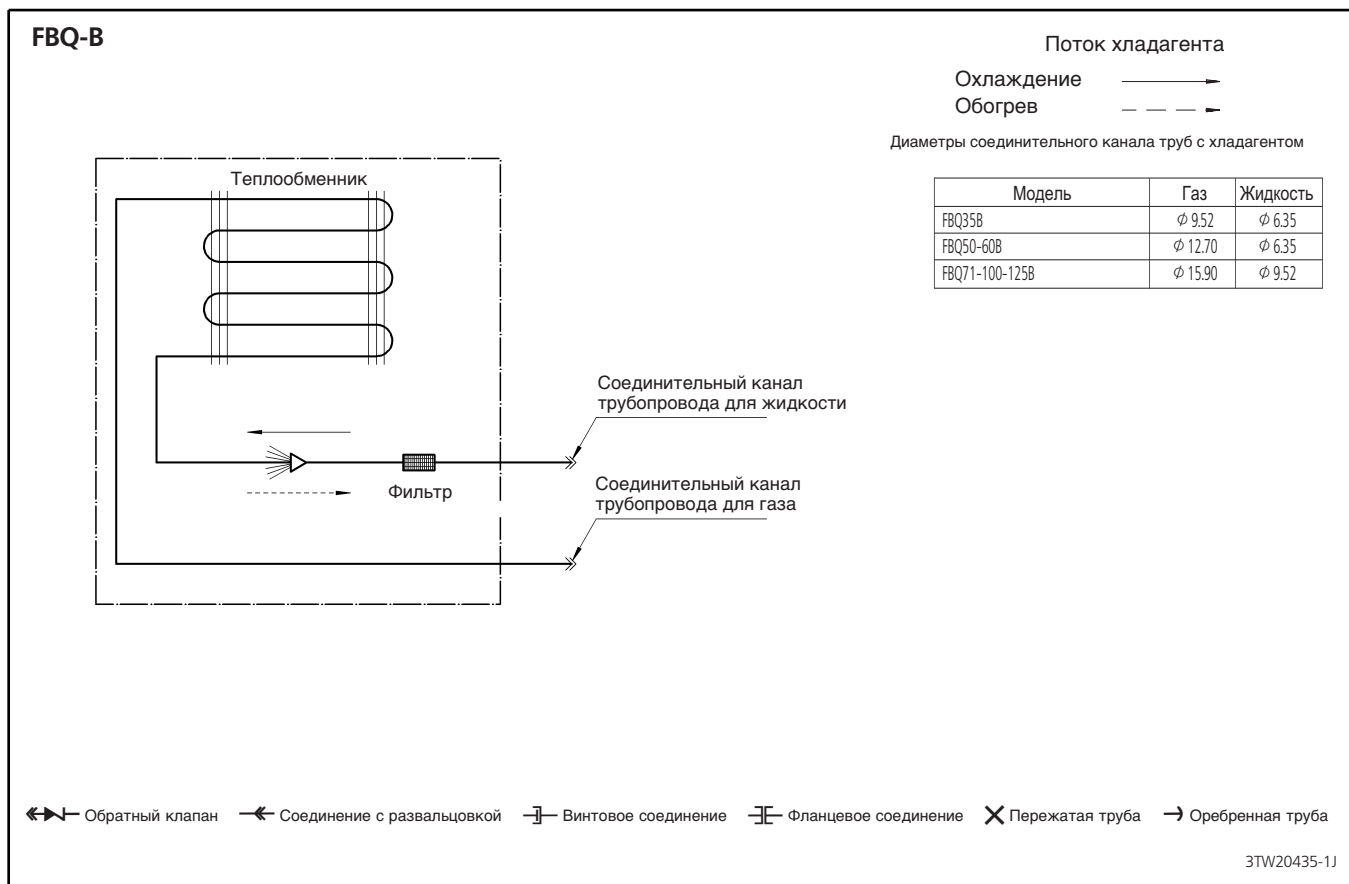 FBQ-B
Поток хладагента
Охлаждение
Обогрев
Диаметры соединительного канала труб с хладагентом
Модель Газ Жидкость
FBQ35B ϕ 9.52 ϕ 6.35
FBQ50-60B ϕ 12.70 ϕ 6.35
FBQ71-100-125B ϕ 15.90 ϕ 9.52
Теплообменник
Соединительный канал
трубопровода для жидкости
Фильтр
Соединительный канал
трубопровода для газа
Обратный клапан Соединение с развальцовкой Винтовое соединение Фланцевое соединение Пережатая труба Оребренная труба
3TW20435-1J